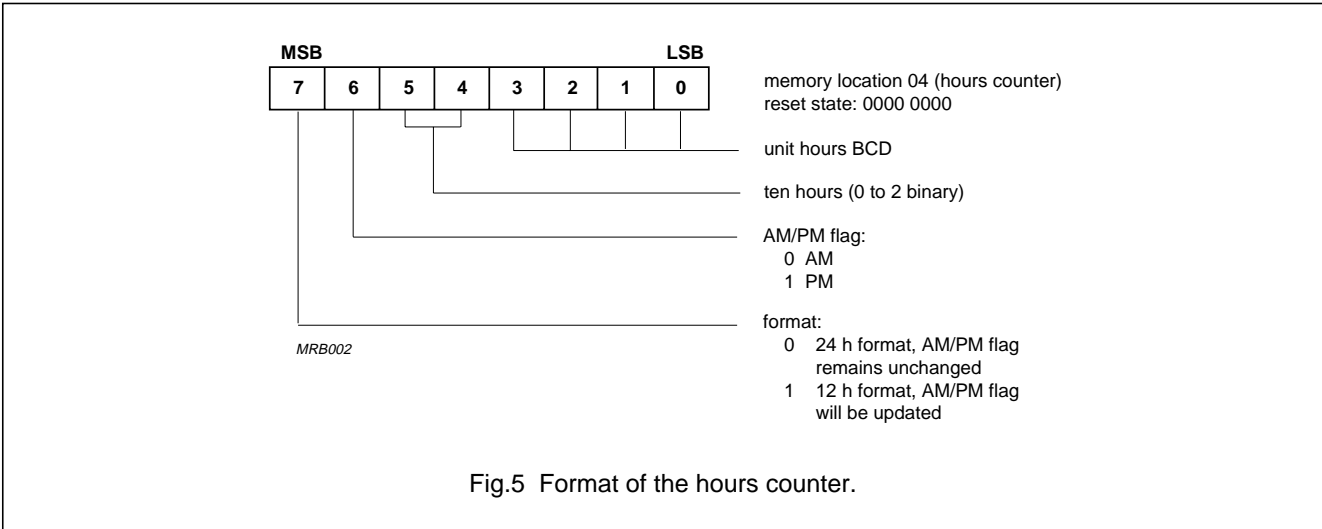 MSB LSB
7 6 5 4 3 2 1 0
memory location 04 (hours counter)
reset state: 0000 0000
unit hours BCD
ten hours (0 to 2 binary)
AM/PM flag:
0 AM
1 PM
format:
0 24 h format, AM/PM flag
remains unchanged
1 12 h format, AM/PM flag
will be updated
MRB002
Fig.5 Format of the hours counter.